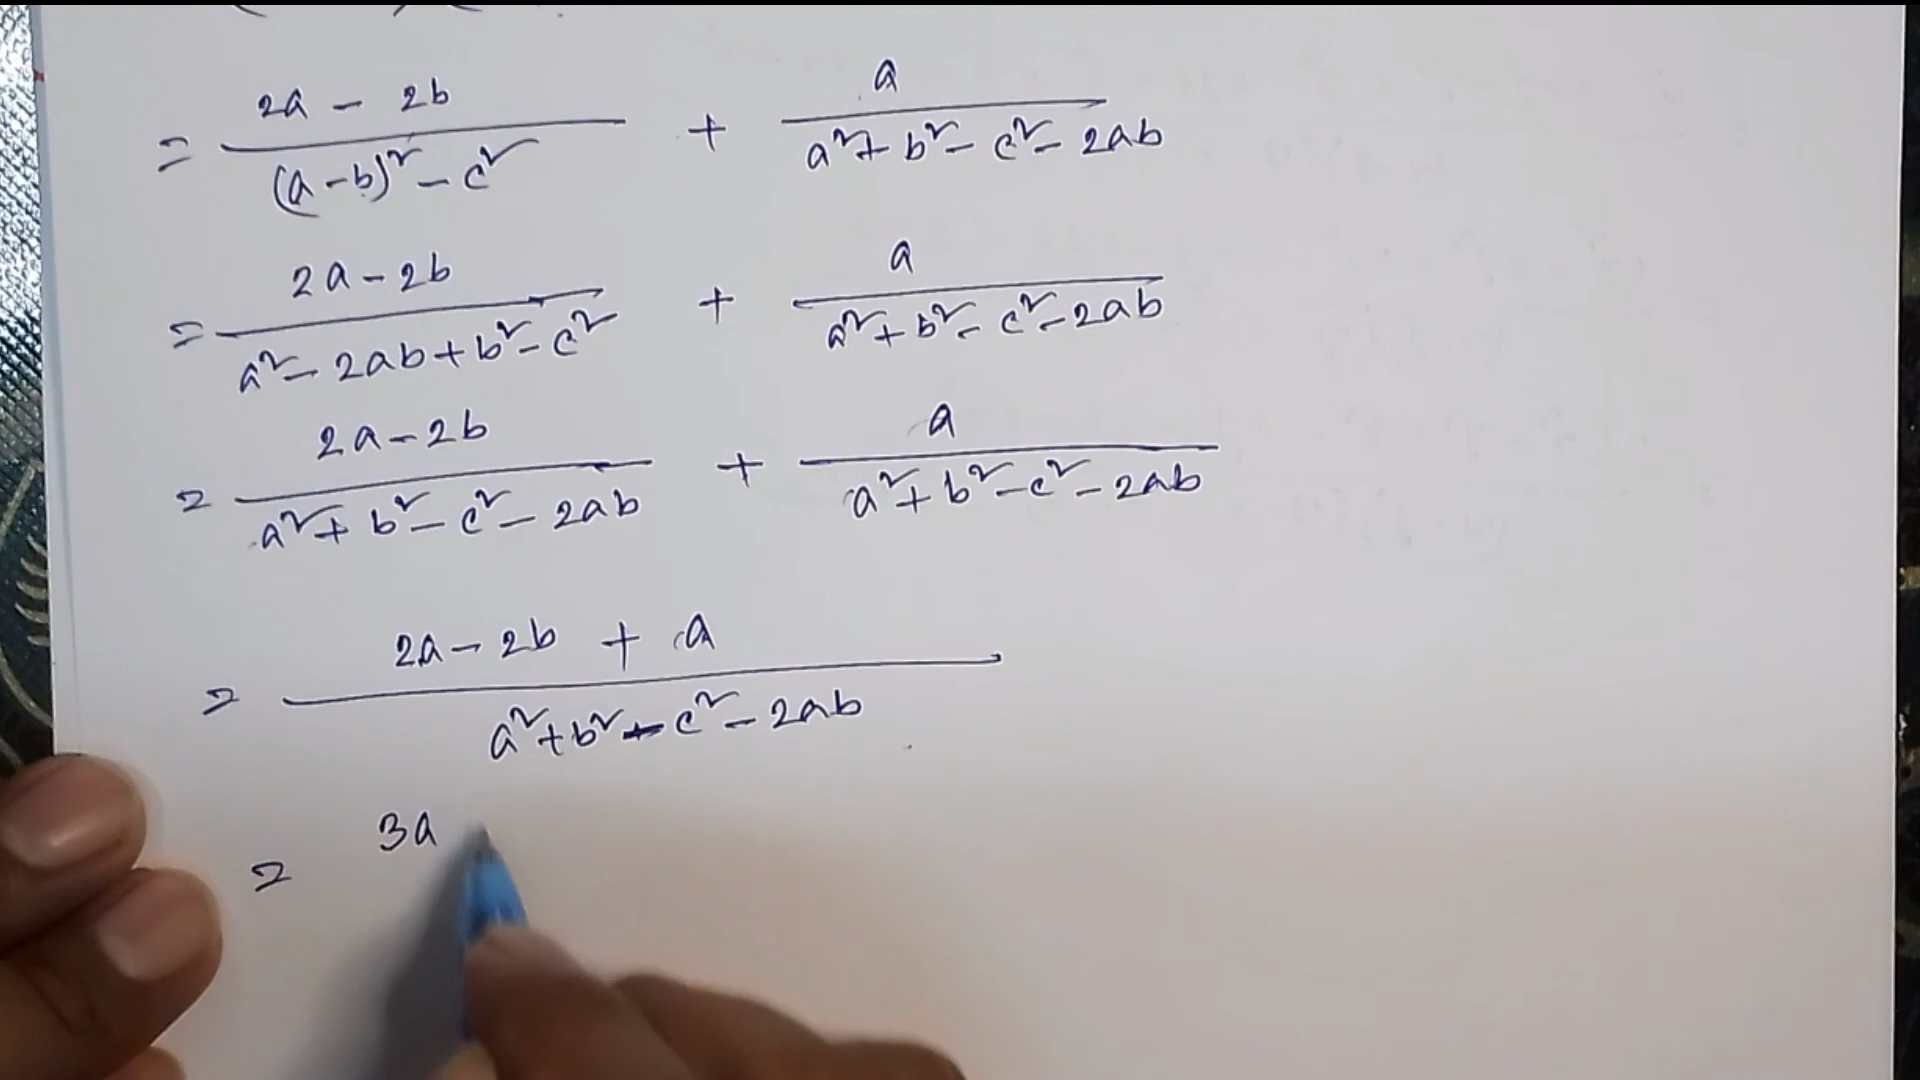 = (2a - 2b)/((a-b)² - c²) + a/(a² + b² - c² - 2ab)
= (2a - 2b)/(a² - 2ab + b² - c²) + a/(a² + b² - c² - 2ab)
= (2a - 2b)/(a² + b² - c² - 2ab) + a/(a² + b² - c² - 2ab)
= (2a - 2b + a)/(a² + b² - c² - 2ab)
= 3a